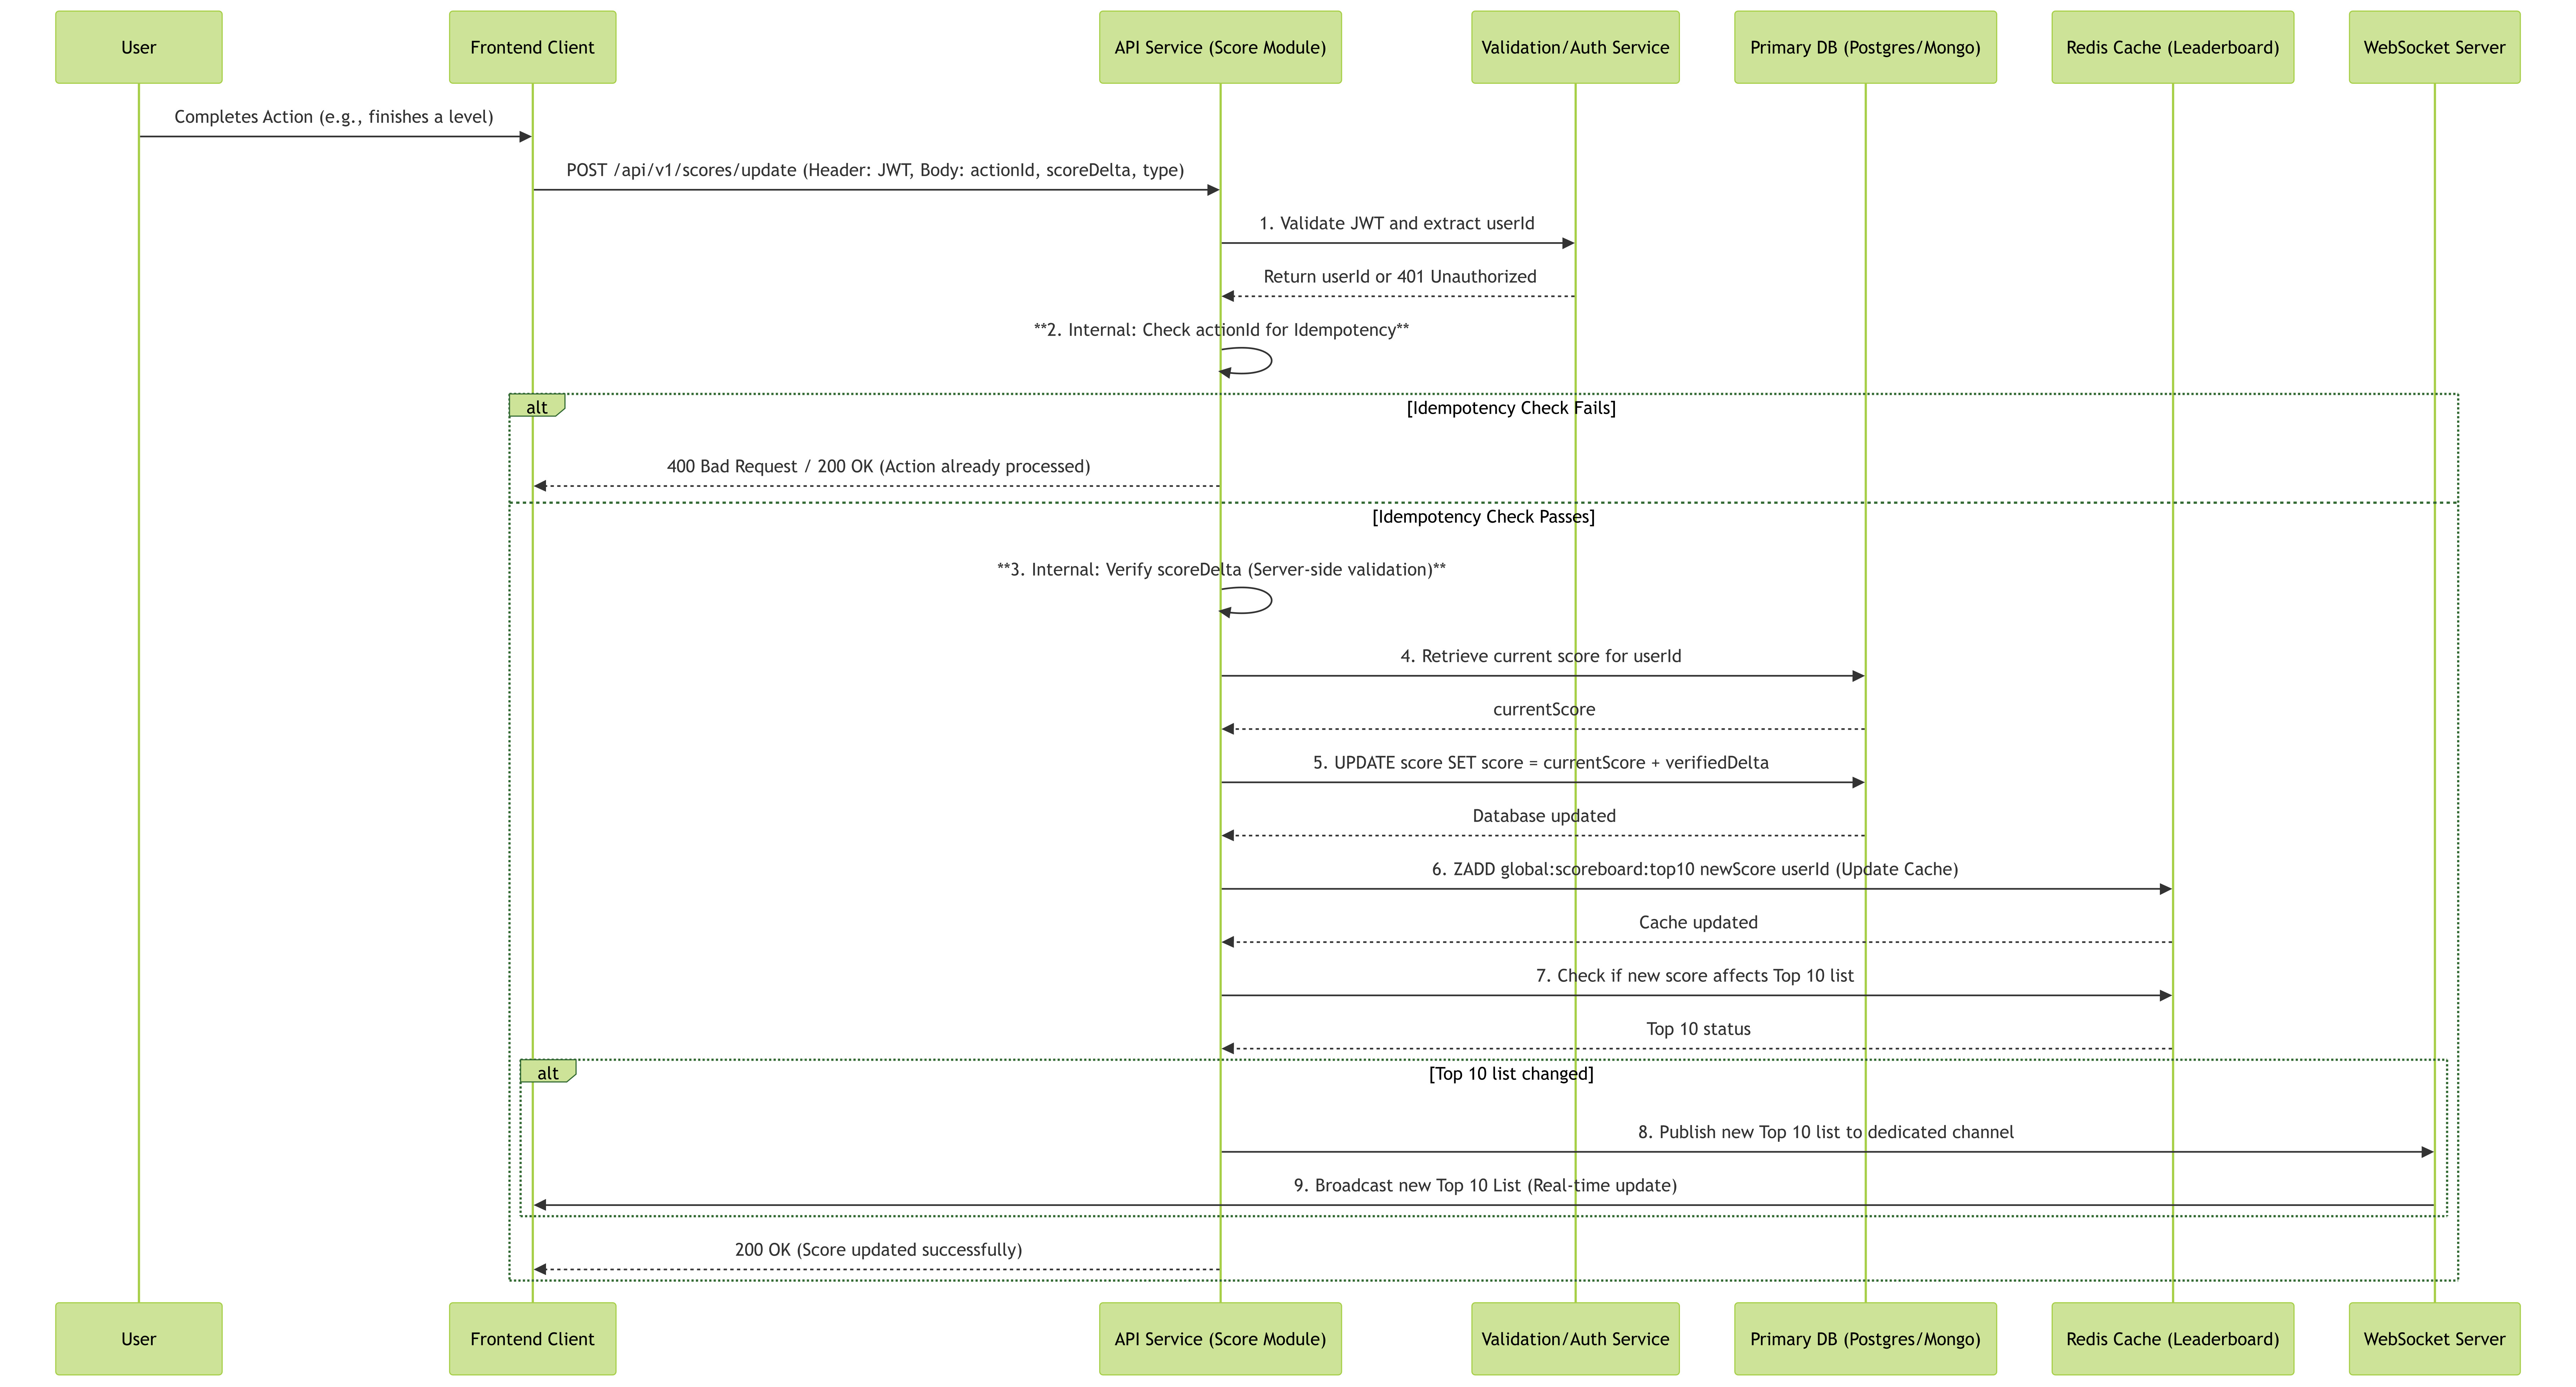 User
Frontend Client
API Service (Score Module)
Validation/Auth Service
Primary DB (Postgres/Mongo)
Redis Cache (Leaderboard)
WebSocket Server
Completes Action (e.g., finishes a level)
POST /api/v1/scores/update (Header: JWT, Body: actionId, scoreDelta, type)
1. Validate JWT and extract userId
Return userId or 401 Unauthorized
**2. Internal: Check actionId for Idempotency**
alt
[Idempotency Check Fails]
400 Bad Request / 200 OK (Action already processed)
[Idempotency Check Passes]
**3. Internal: Verify scoreDelta (Server-side validation)**
4. Retrieve current score for userId
currentScore
5. UPDATE score SET score = currentScore + verifiedDelta
Database updated
6. ZADD global:scoreboard:top10 newScore userId (Update Cache)
Cache updated
7. Check if new score affects Top 10 list
Top 10 status
alt
[Top 10 list changed]
8. Publish new Top 10 list to dedicated channel
9. Broadcast new Top 10 List (Real-time update)
200 OK (Score updated successfully)
User
Frontend Client
API Service (Score Module)
Validation/Auth Service
Primary DB (Postgres/Mongo)
Redis Cache (Leaderboard)
WebSocket Server